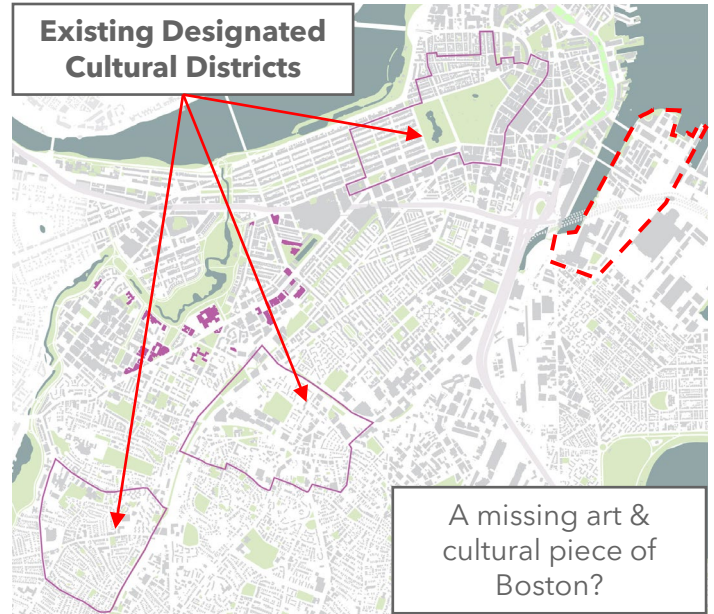 Existing Designated
Cultural Districts
A missing art &
cultural piece of
Boston?